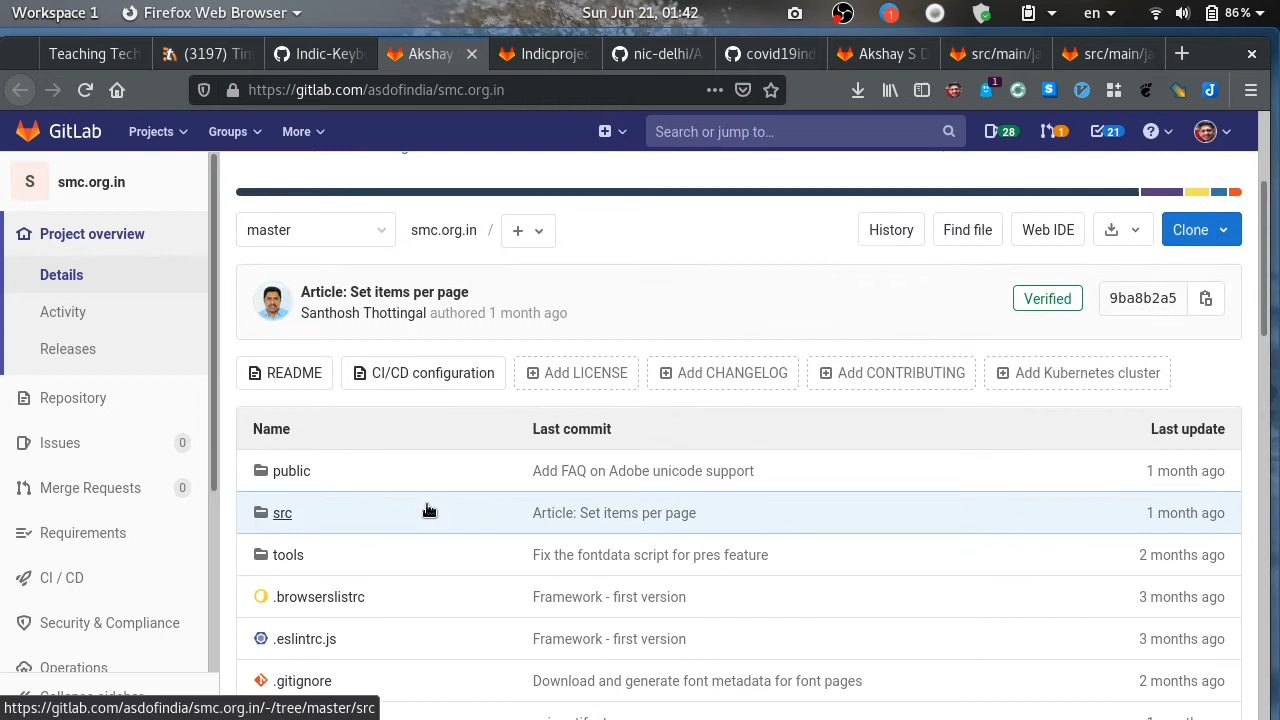 Workspace 1
Firefox Web Browser
Sun Jun 21, 01:42
1
en
86%
Teaching Tech
(3197) Tin
Indic-Keyb
Akshay
Indicproje
nic-delhi/A
covid19ind
Akshay S D
src/main/ja
src/main/ja
https://gitlab.com/asdofindia/smc.org.in
1
GitLab
Projects
Groups
More
Search or jump to…
28
1
21
S
smc.org.in
Project overview
Details
Activity
Releases
Repository
Issues 0
Merge Requests 0
Requirements
CI / CD
Security & Compliance
Operations
Collapse sidebar
master
smc.org.in /
History
Find file
Web IDE
Clone
Article: Set items per page
Santhosh Thottingal authored 1 month ago
Verified
9ba8b2a5
README
CI/CD configuration
Add LICENSE
Add CHANGELOG
Add CONTRIBUTING
Add Kubernetes cluster
Name Last commit Last update
public Add FAQ on Adobe unicode support 1 month ago
src Article: Set items per page 1 month ago
tools Fix the fontdata script for pres feature 2 months ago
.browserslistrc Framework - first version 3 months ago
.eslintrc.js Framework - first version 3 months ago
.gitignore Download and generate font metadata for font pages 2 months ago
https://gitlab.com/asdofindia/smc.org.in/-/tree/master/src